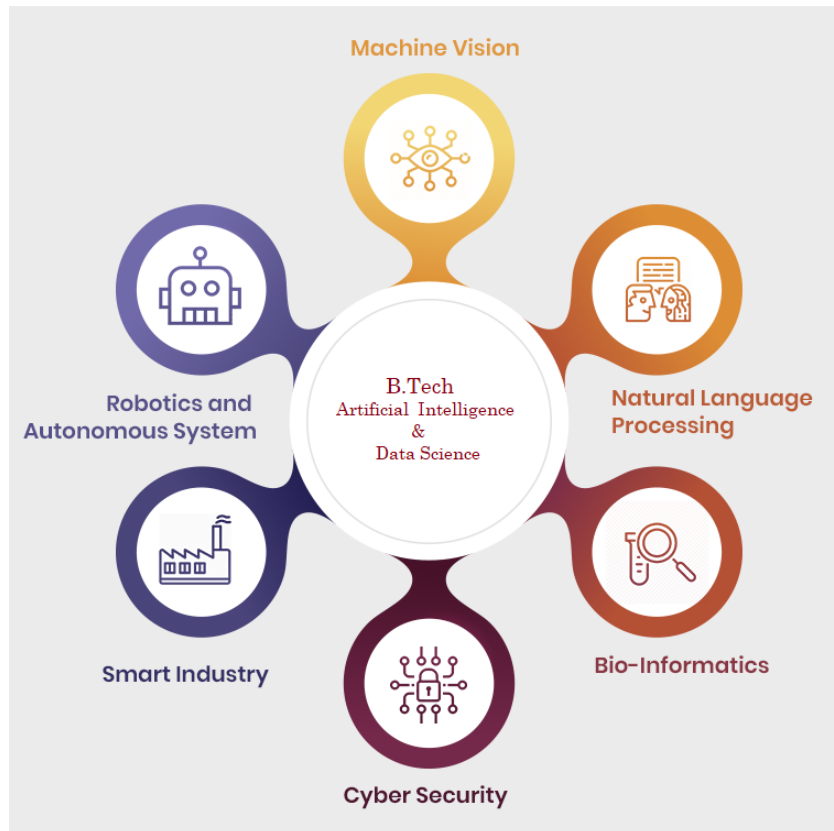 Machine Vision
B.Tech
Artificial Intelligence
&
Data Science
Natural Language
Processing
Bio-Informatics
Cyber Security
Smart Industry
Robotics and
Autonomous System